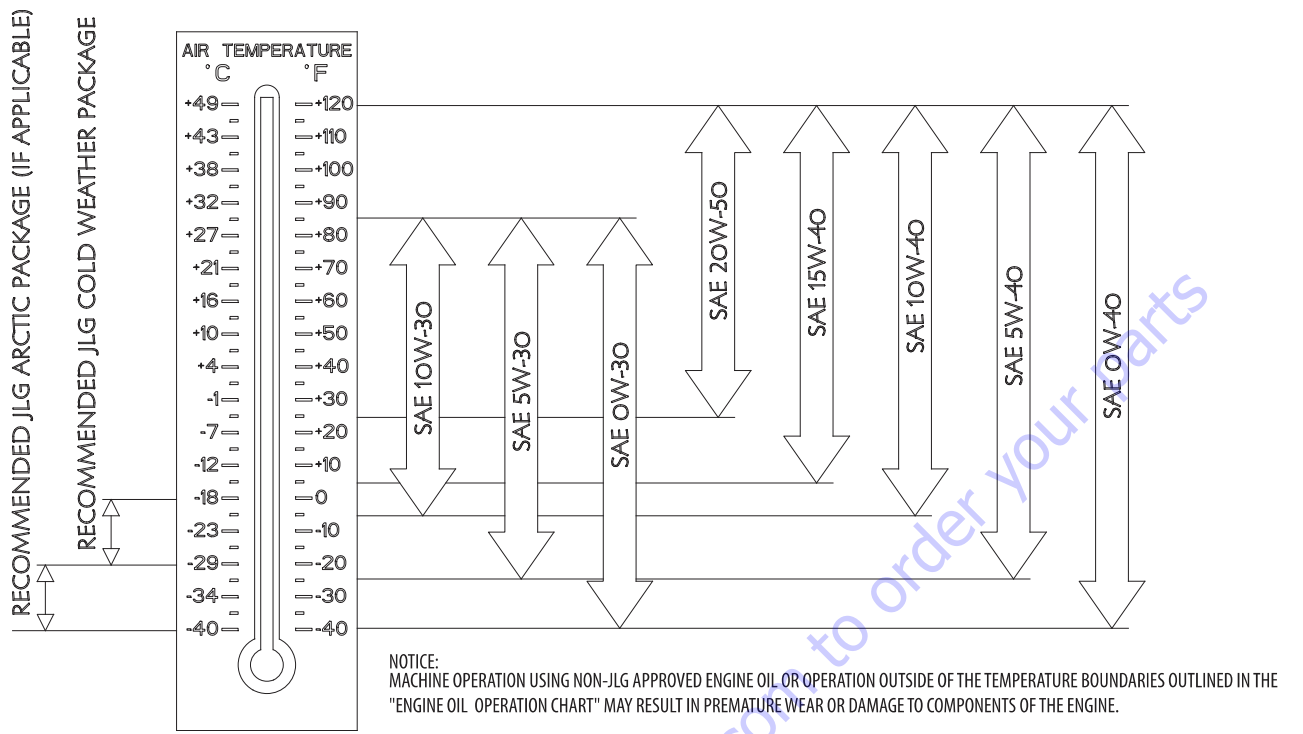 RECOMMENDED JLG ARCTIC PACKAGE (IF APPLICABLE)
RECOMMENDED JLG COLD WEATHER PACKAGE
AIR TEMPERATURE
°C °F
+49 +120
+43 +110
+38 +100
+32 +90
+27 +80
+21 +70
+16 +60
+10 +50
+4 +40
-1 +30
-7 +20
-12 +10
-18 0
-23 -10
-29 -20
-34 -30
-40 -40
SAE 10W-30
SAE 5W-30
SAE 0W-30
SAE 20W-50
SAE 15W-40
SAE 10W-40
SAE 5W-40
SAE 0W-40
NOTICE:
MACHINE OPERATION USING NON-JLG APPROVED ENGINE OIL OR OPERATION OUTSIDE OF THE TEMPERATURE BOUNDARIES OUTLINED IN THE
"ENGINE OIL OPERATION CHART" MAY RESULT IN PREMATURE WEAR OR DAMAGE TO COMPONENTS OF THE ENGINE.
com to order your parts